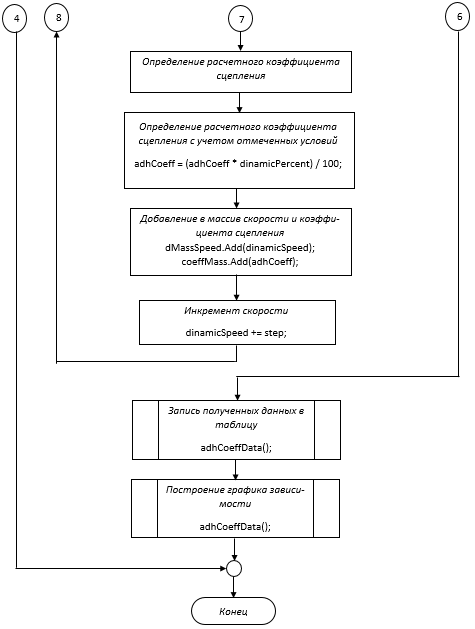 4
8
7
6
Определение расчетного коэффициента
сцепления
Определение расчетного коэффициента
сцепления с учетом отмеченных условий
adhCoeff = (adhCoeff * dinamicPercent) / 100;
Добавление в массив скорости и коэффи-
циента сцепления
dMassSpeed.Add(dinamicSpeed);
coeffMass.Add(adhCoeff);
Инкремент скорости
dinamicSpeed += step;
Запись полученных данных в
таблицу
adhCoeffData();
Построение графика зависи-
мости
adhCoeffData();
Конец